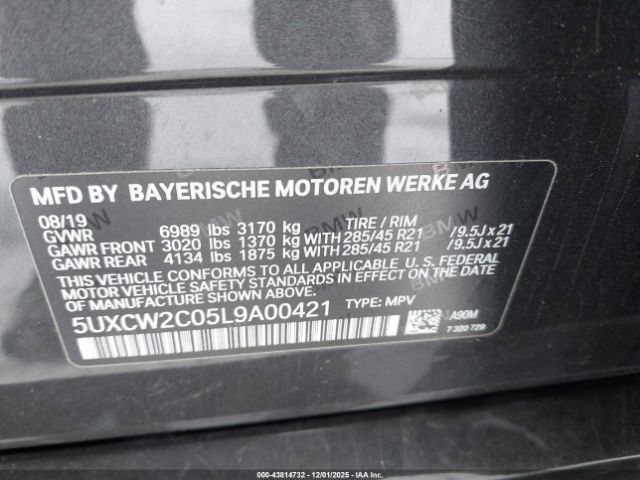 MFD BY BAYERISCHE MOTOREN WERKE AG
08/19 TIRE / RIM
GVWR 6989 lbs 3170 kg
GAWR FRONT 3020 lbs 1370 kg WITH 285/45 R21 /9.5J x 21
GAWR REAR 4134 lbs 1875 kg WITH 285/45 R21 /9.5J x 21
THIS VEHICLE CONFORMS TO ALL APPLICABLE U. S. FEDERAL
MOTOR VEHICLE SAFETY STANDARDS IN EFFECT ON THE DATE
OF MANUFACTURE SHOWN ABOVE.
5UXCW2C05L9A00421 TYPE: MPV
A90M
7 320 729
BMW
000-43814732 - 12/01/2025 - IAA Inc.